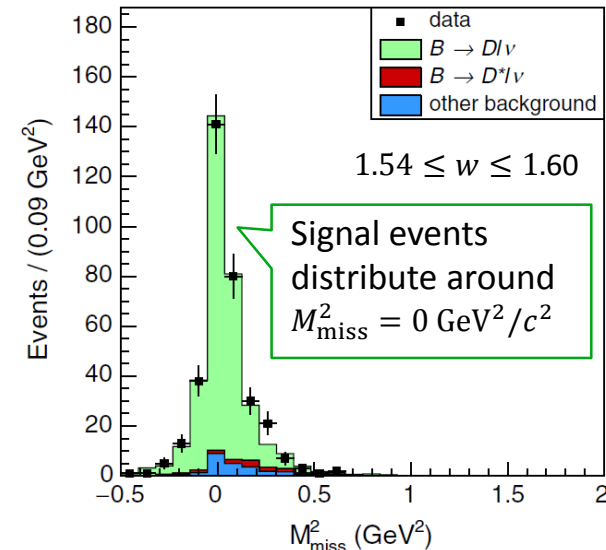 data
B → Dlν
B → D*lν
other background
1.54 ≤ w ≤ 1.60
Signal events
distribute around
M²miss = 0 GeV²/c²
Events / (0.09 GeV²)
180
160
140
120
100
80
60
40
20
0
−0.5 0 0.5 1 1.5 2
M²miss (GeV²)